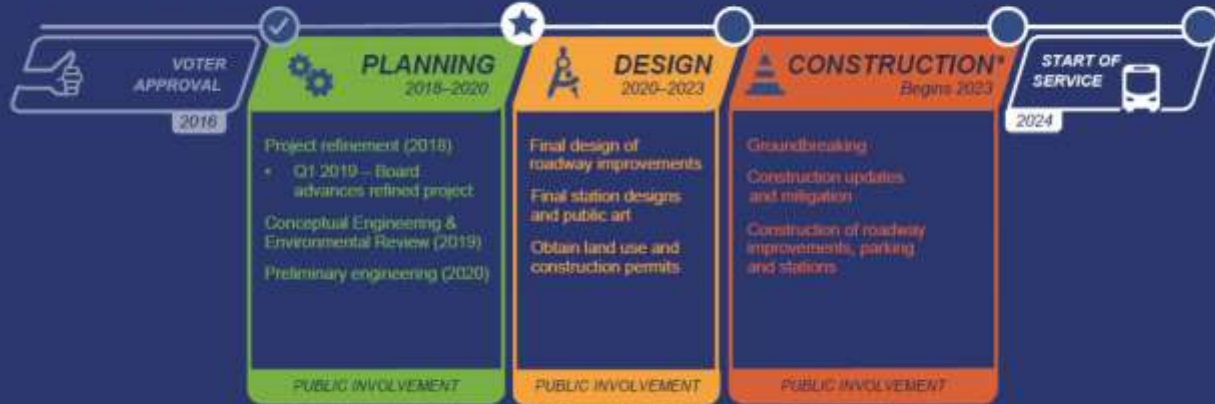 VOTER
APPROVAL
2016
PLANNING
2018–2020
Project refinement (2018)
• Q1 2019 – Board
advances refined project
Conceptual Engineering &
Environmental Review (2019)
Preliminary engineering (2020)
PUBLIC INVOLVEMENT
DESIGN
2020–2023
Final design of
roadway improvements
Final station designs
and public art
Obtain land use and
construction permits
PUBLIC INVOLVEMENT
CONSTRUCTION*
Begins 2023
Groundbreaking
Construction updates
and mitigation
Construction of roadway
improvements, parking
and stations
PUBLIC INVOLVEMENT
START OF
SERVICE
2024